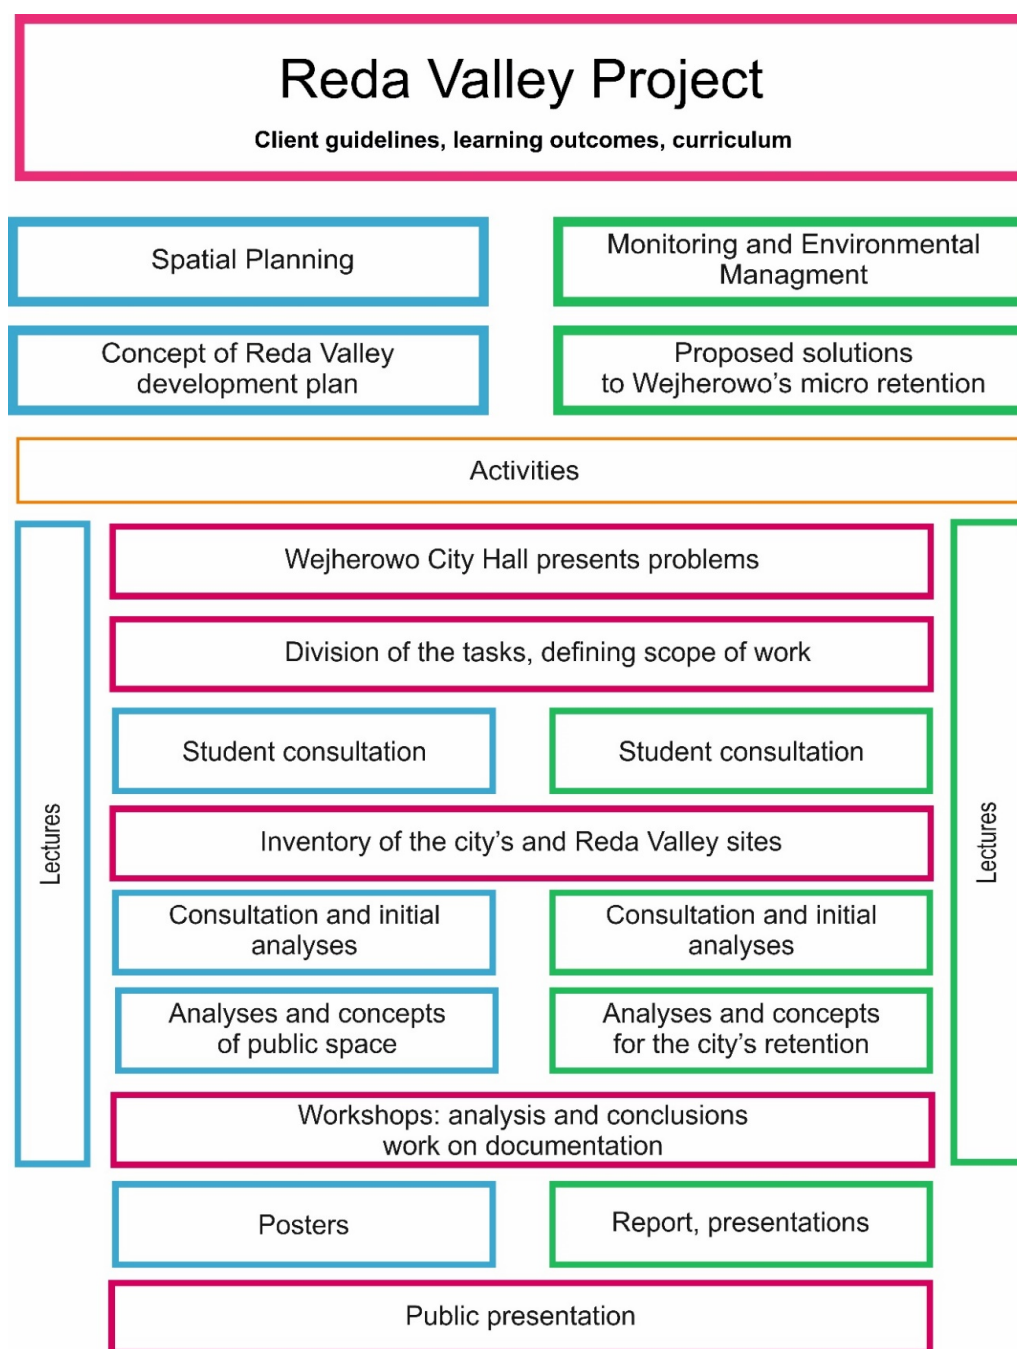 Reda Valley Project
Client guidelines, learning outcomes, curriculum
Spatial Planning
Monitoring and Environmental
Managment
Concept of Reda Valley
development plan
Proposed solutions
to Wejherowo's micro retention
Activities
Lectures
Wejherowo City Hall presents problems
Division of the tasks, defining scope of work
Student consultation
Student consultation
Inventory of the city's and Reda Valley sites
Consultation and initial
analyses
Consultation and initial
analyses
Analyses and concepts
of public space
Analyses and concepts
for the city's retention
Workshops: analysis and conclusions
work on documentation
Lectures
Posters
Report, presentations
Public presentation